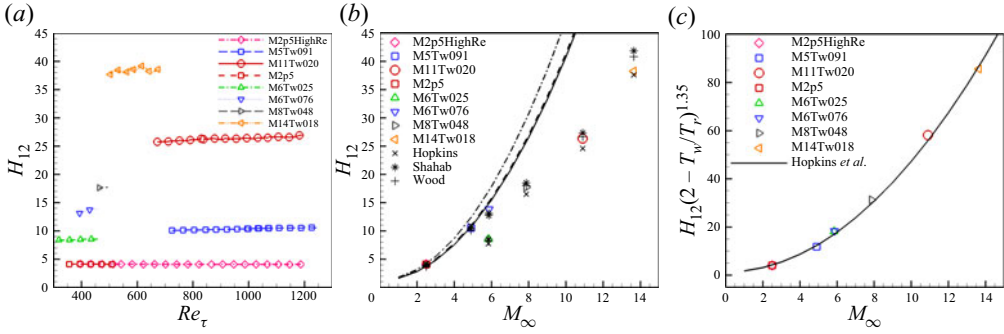 (a)
45
40
35
30
25
20
15
10
5
0
H12
400 600 800 1000 1200
Reτ
M2p5HighRe
M5Tw091
M11Tw020
M2p5
M6Tw025
M6Tw076
M8Tw048
M14Tw018
(b)
45
40
35
30
25
20
15
10
5
0
H12
0 2 4 6 8 10 12 14
M∞
M2p5HighRe
M5Tw091
M11Tw020
M2p5
M6Tw025
M6Tw076
M8Tw048
M14Tw018
Hopkins
Shahab
Wood
(c)
100
80
60
40
20
0
H12(2 − Tw/Tr)1.35
0 2 4 6 8 10 12 14
M∞
M2p5HighRe
M5Tw091
M11Tw020
M2p5
M6Tw025
M6Tw076
M8Tw048
M14Tw018
Hopkins et al.